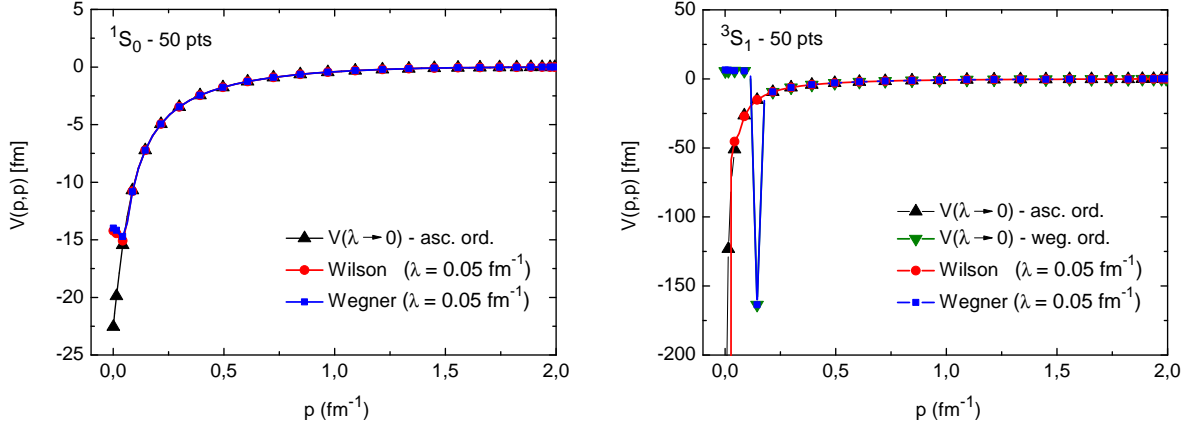 ¹S₀ - 50 pts
5
0
-5
-10
-15
-20
-25
V(p,p) [fm]
V(λ→0) - asc. ord.
Wilson (λ = 0.05 fm⁻¹)
Wegner (λ = 0.05 fm⁻¹)
0,0 0,5 1,0 1,5 2,0
p (fm⁻¹)
³S₁ - 50 pts
50
0
-50
-100
-150
-200
V(p,p) [fm]
V(λ→0) - asc. ord.
V(λ→0) - weg. ord.
Wilson (λ = 0.05 fm⁻¹)
Wegner (λ = 0.05 fm⁻¹)
0,0 0,5 1,0 1,5 2,0
p (fm⁻¹)